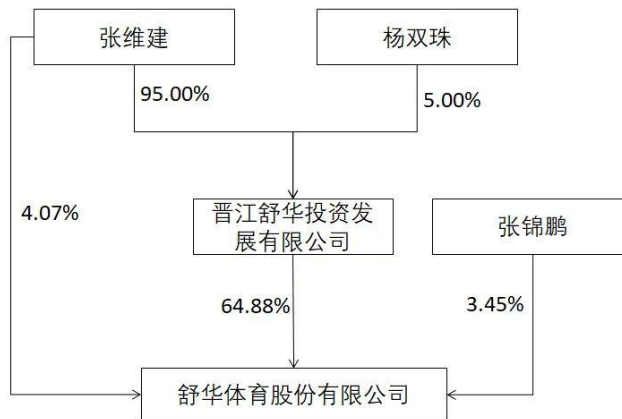 张维建
杨双珠
95.00%
5.00%
4.07%
晋江舒华投资发
展有限公司
张锦鹏
64.88%
3.45%
舒华体育股份有限公司